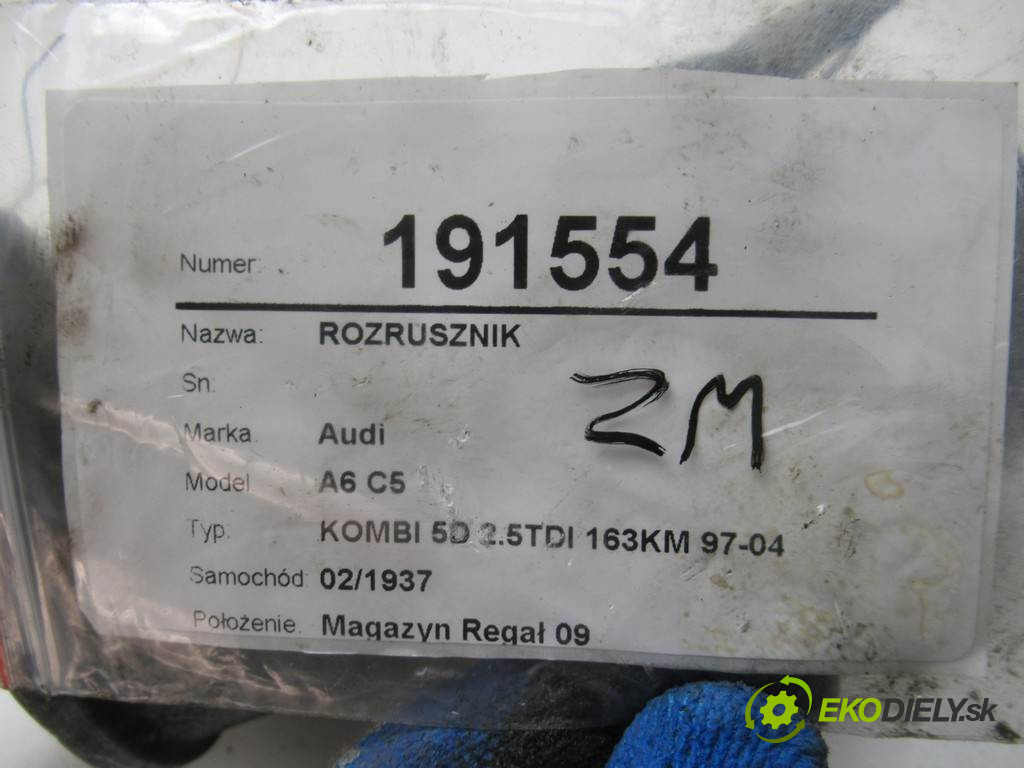 Numer: 191554
Nazwa: ROZRUSZNIK
Sn:
ZM
Marka. Audi
Model. A6 C5
Typ. KOMBI 5D 2.5TDI 163KM 97-04
Samochód 02/1937
Położenie. Magazyn Regał 09
EKODIELY.sk